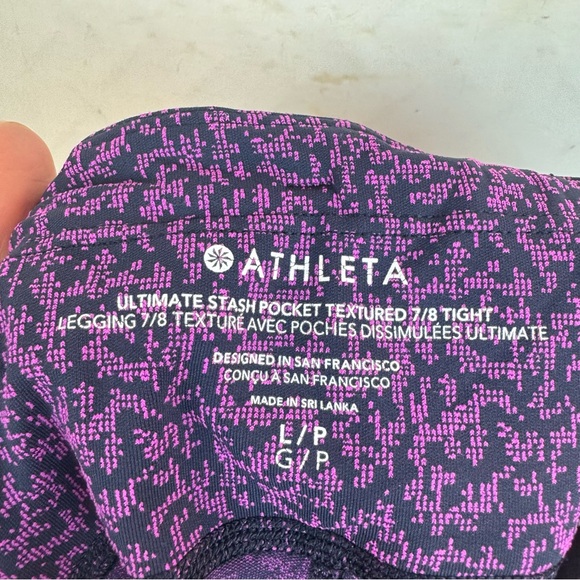 ATHLETA
ULTIMATE STASH POCKET TEXTURED 7/8 TIGHT
LEGGING 7/8 TEXTURÉ AVEC POCHES DISSIMULÉES ULTIMATE
DESIGNED IN SAN FRANCISCO
CONÇU À SAN FRANCISCO
MADE IN SRI LANKA
L/P
G/P